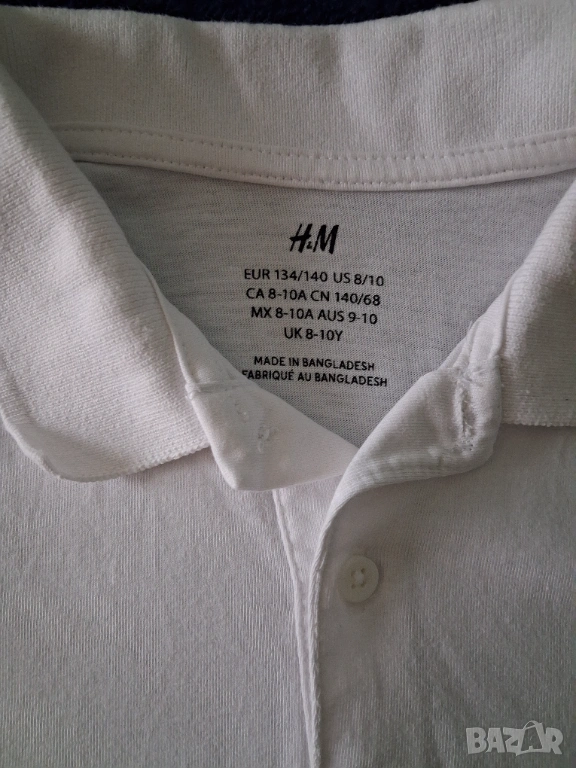 H&M
EUR 134/140 US 8/10
CA 8-10A CN 140/68
MX 8-10A AUS 9-10
UK 8-10Y
MADE IN BANGLADESH
FABRIQUÉ AU BANGLADESH
BAZAR